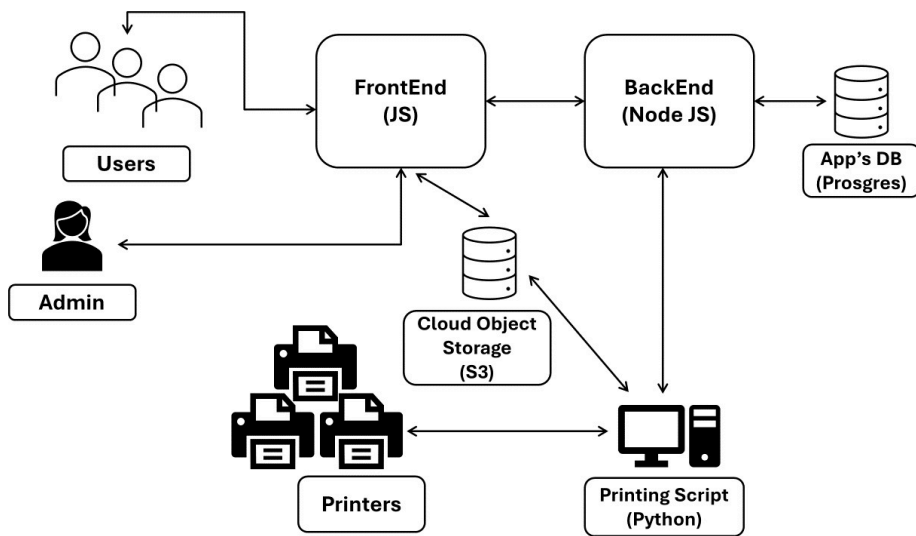 FrontEnd
(JS)
BackEnd
(Node JS)
Users
App's DB
(Prosgres)
Admin
Cloud Object
Storage
(S3)
Printers
Printing Script
(Python)